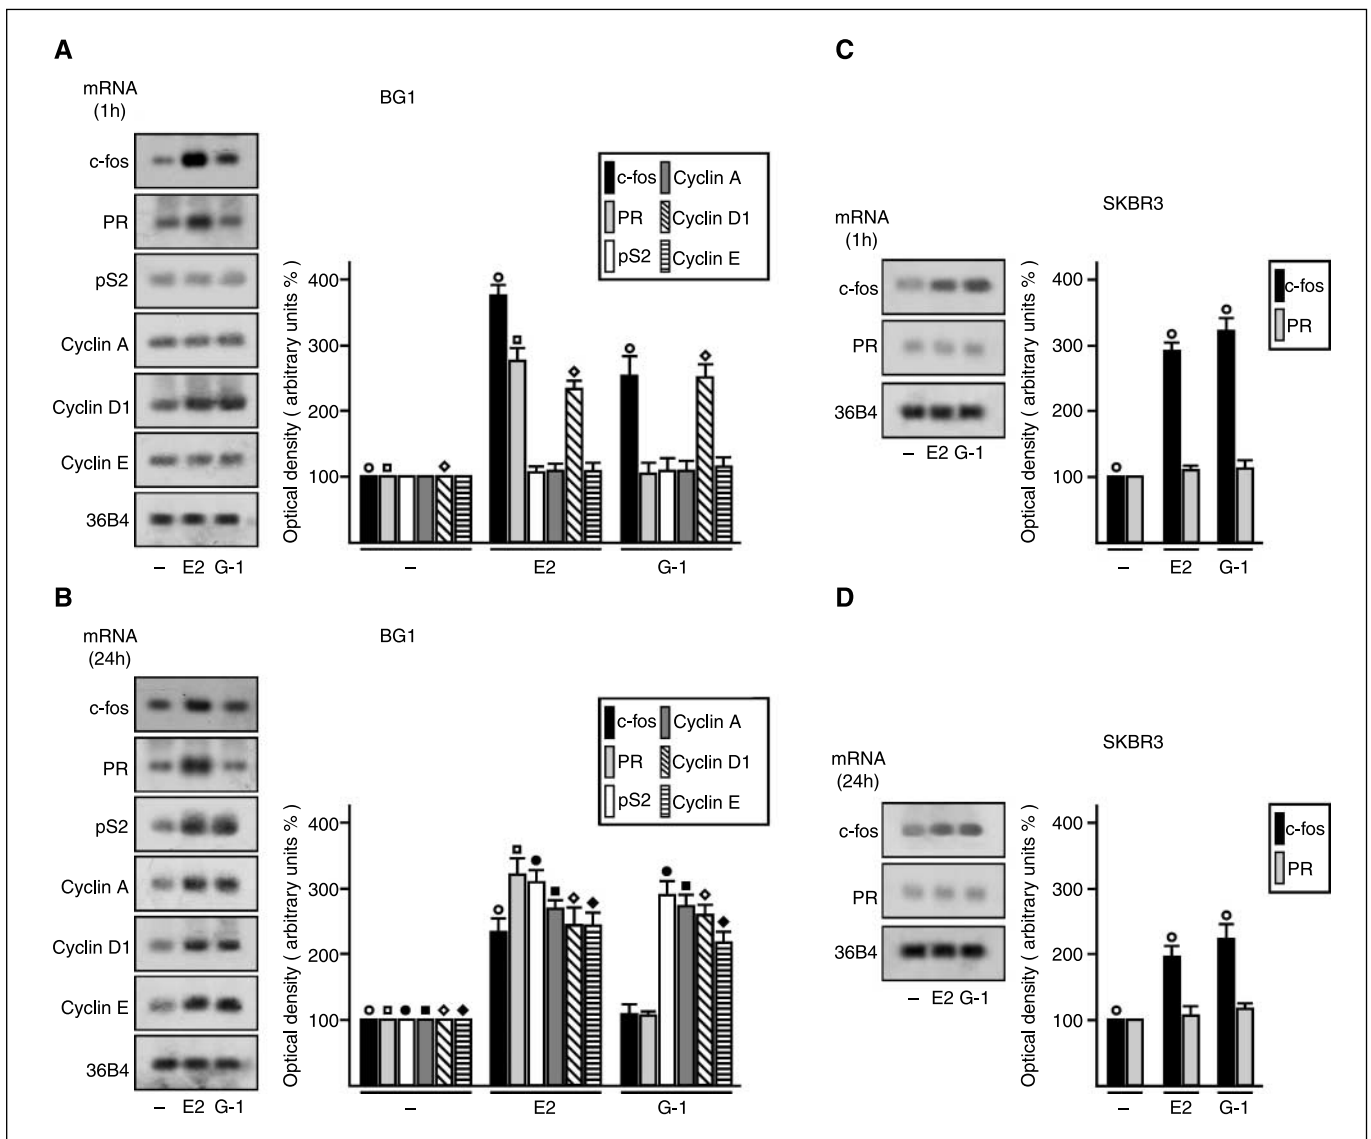 A
mRNA
(1h)
BG1
c-fos
PR
pS2
Cyclin A
Cyclin D1
Cyclin E
36B4
– E2 G-1
c-fos Cyclin A
PR Cyclin D1
pS2 Cyclin E
Optical density ( arbitrary units % )
400
300
200
100
– E2 G-1
B
mRNA
(24h)
BG1
c-fos
PR
pS2
Cyclin A
Cyclin D1
Cyclin E
36B4
– E2 G-1
c-fos Cyclin A
PR Cyclin D1
pS2 Cyclin E
Optical density ( arbitrary units % )
400
300
200
100
– E2 G-1
C
SKBR3
mRNA
(1h)
c-fos
PR
36B4
– E2 G-1
Optical density ( arbitrary units % )
400
300
200
100
– E2 G-1
c-fos
PR
D
SKBR3
mRNA
(24h)
c-fos
PR
36B4
– E2 G-1
Optical density ( arbitrary units % )
400
300
200
100
– E2 G-1
c-fos
PR